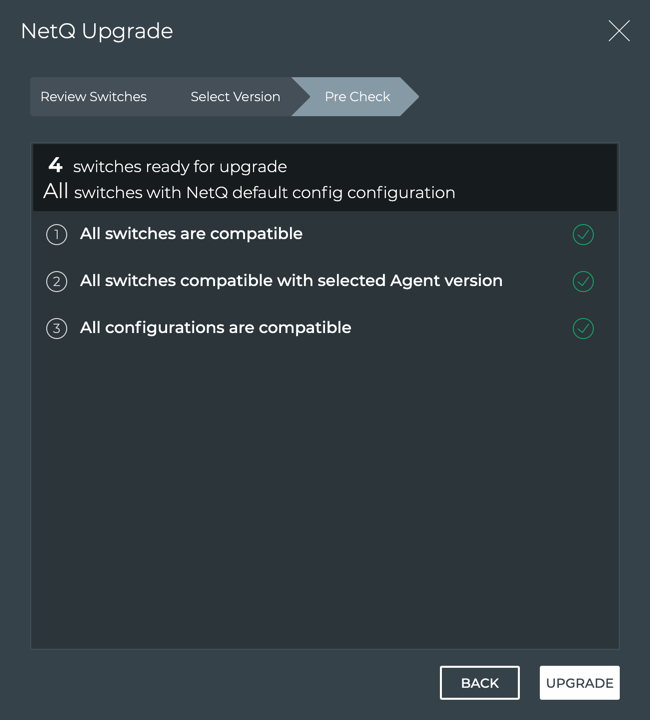 NetQ Upgrade
Review Switches Select Version Pre Check
4 switches ready for upgrade
All switches with NetQ default config configuration
1 All switches are compatible
2 All switches compatible with selected Agent version
3 All configurations are compatible
BACK UPGRADE